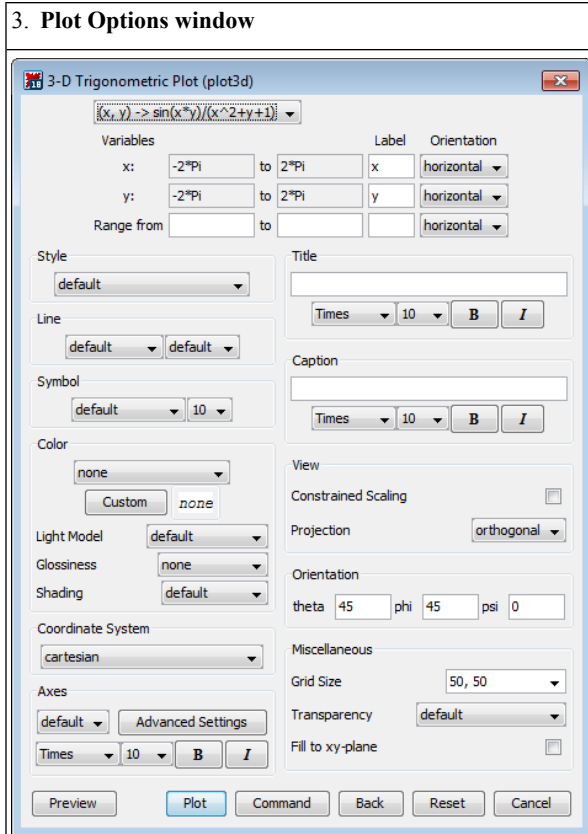 3. Plot Options window
3-D Trigonometric Plot (plot3d)
(x, y) -> sin(x*y)/(x^2+y+1)
Variables Label Orientation
x: -2*Pi to 2*Pi x horizontal
y: -2*Pi to 2*Pi y horizontal
Range from to horizontal
Style
default
Line
default default
Symbol
default 10
Color
none
Custom none
Light Model default
Glossiness none
Shading default
Coordinate System
cartesian
Axes
default Advanced Settings
Times 10 B I
Title
Times 10 B I
Caption
Times 10 B I
View
Constrained Scaling
Projection orthogonal
Orientation
theta 45 phi 45 psi 0
Miscellaneous
Grid Size 50, 50
Transparency default
Fill to xy-plane
Preview Plot Command Back Reset Cancel